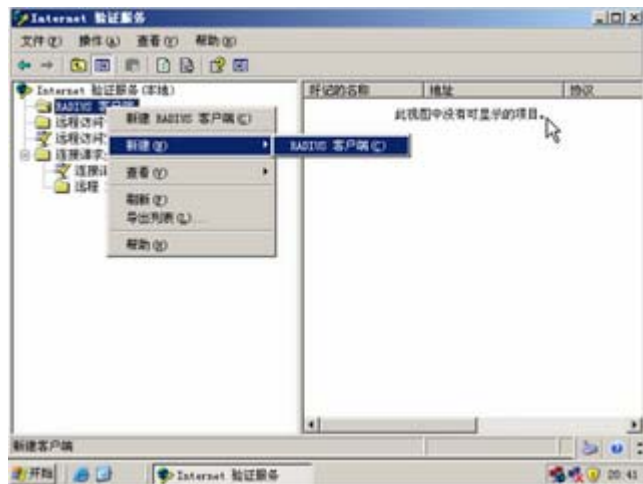 Internet 验证服务
文件(F) 操作(A) 查看(V) 帮助(H)
Internet 验证服务(本地)
好记的名称 地址 协议
RADIUS 客户端
此视图中没有可显示的项目。
远程访问
新建 RADIUS 客户端(C)
远程访问
新建(N)
RADIUS 客户端(C)
连接请求
连接请
查看(V)
远程
刷新(F)
导出列表(L)...
帮助(H)
新建客户端
开始
Internet 验证服务
20:41